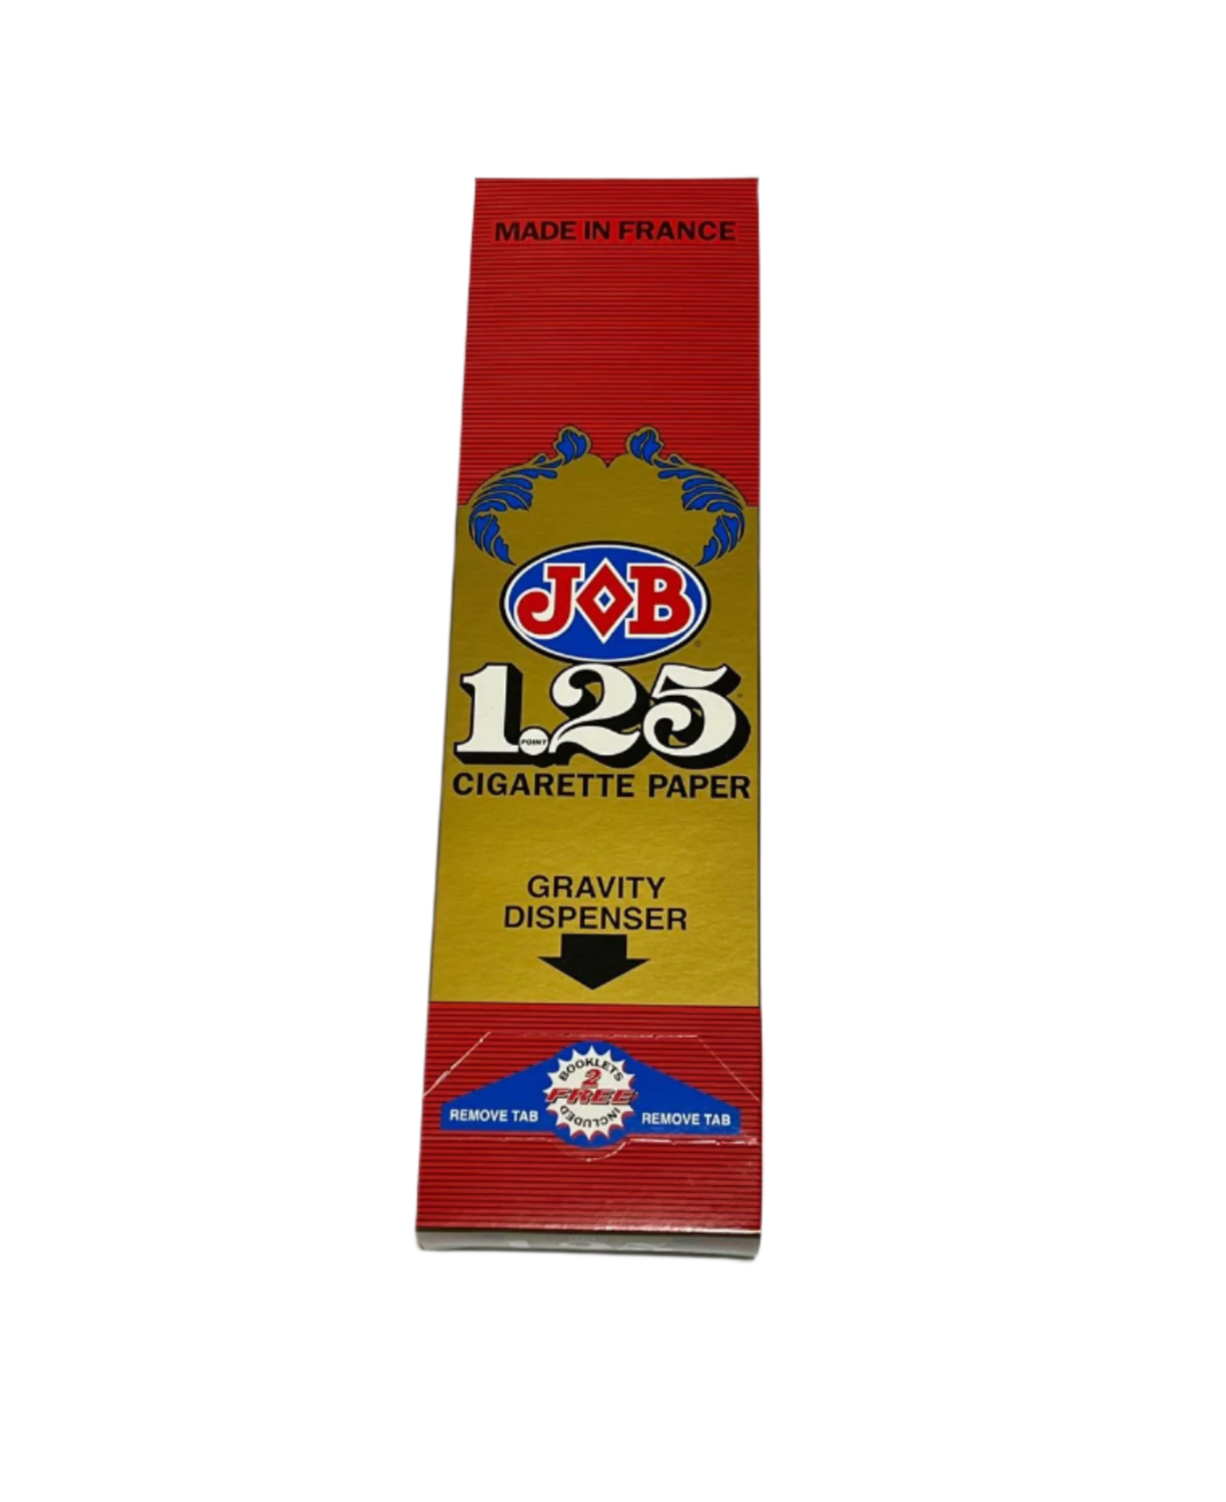 MADE IN FRANCE
JOB
1.25
POINT
CIGARETTE PAPER
GRAVITY
DISPENSER
BOOKLETS
2
FREE
INCLUDED
REMOVE TAB
REMOVE TAB